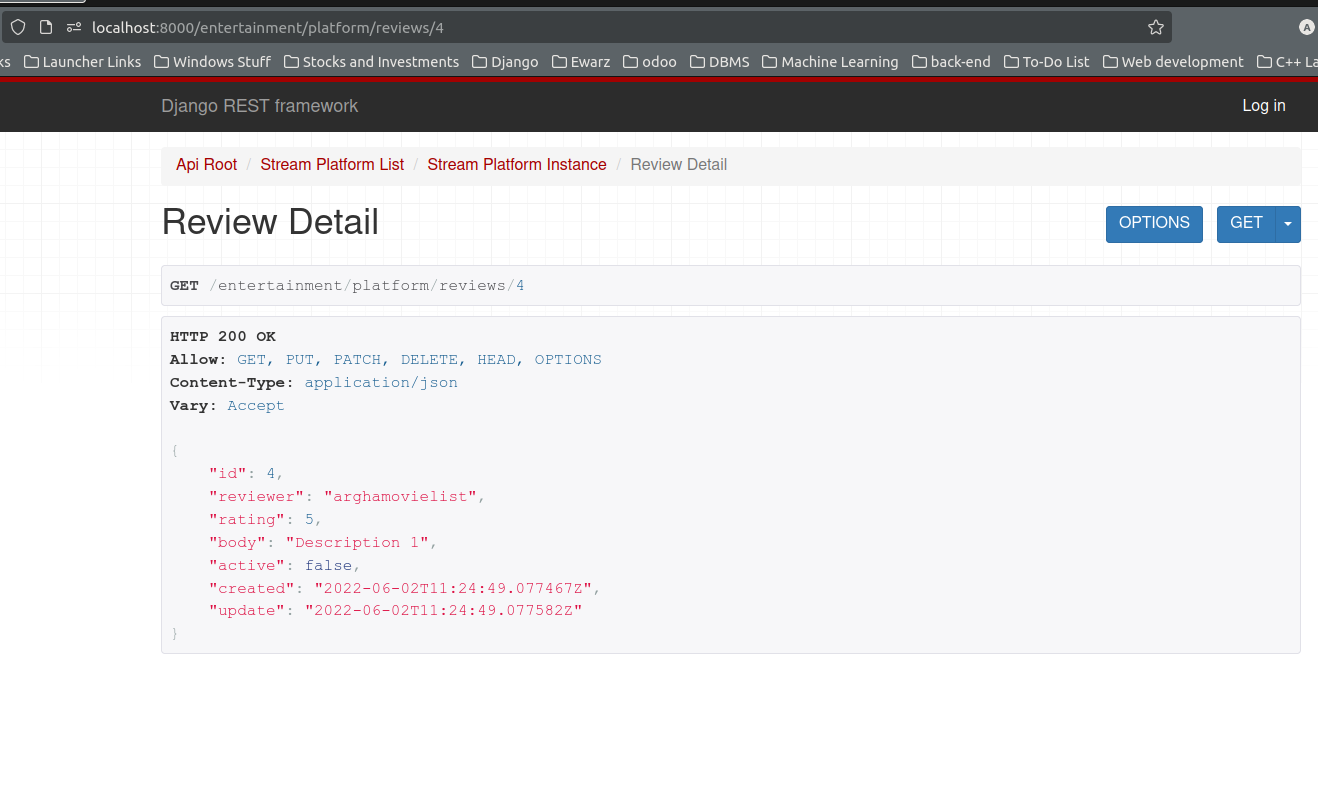 localhost:8000/entertainment/platform/reviews/4
A
ks Launcher Links Windows Stuff Stocks and Investments Django Ewarz odoo DBMS Machine Learning back-end To-Do List Web development C++ La
Django REST framework Log in
Api Root / Stream Platform List / Stream Platform Instance / Review Detail
Review Detail OPTIONS GET
GET /entertainment/platform/reviews/4
HTTP 200 OK
Allow: GET, PUT, PATCH, DELETE, HEAD, OPTIONS
Content-Type: application/json
Vary: Accept
{
"id": 4,
"reviewer": "arghamovielist",
"rating": 5,
"body": "Description 1",
"active": false,
"created": "2022-06-02T11:24:49.077467Z",
"update": "2022-06-02T11:24:49.077582Z"
}